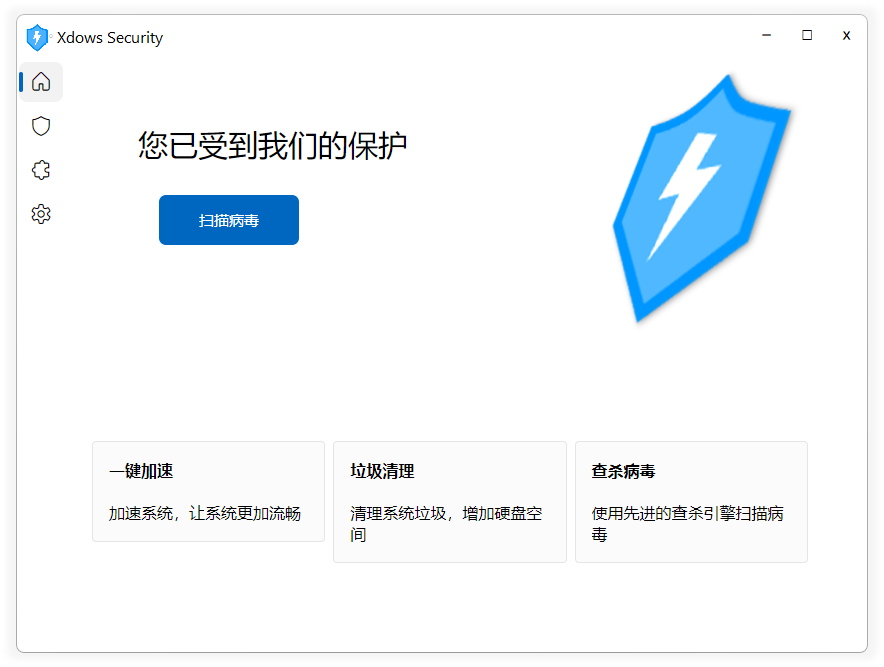 Xdows Security
您已受到我们的保护
扫描病毒
一键加速
加速系统，让系统更加流畅
垃圾清理
清理系统垃圾，增加硬盘空
间
查杀病毒
使用先进的查杀引擎扫描病
毒